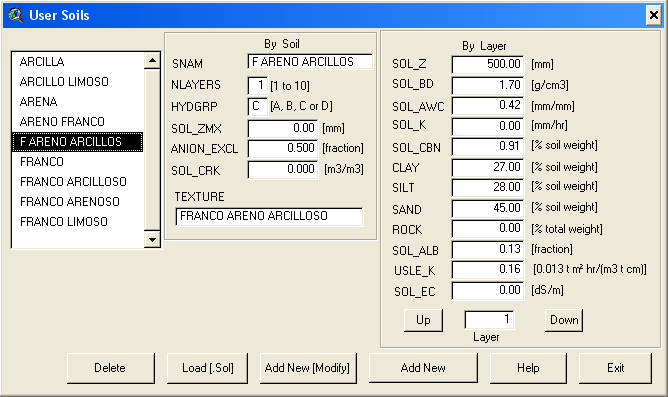 User Soils
ARCILLA
ARCILLO LIMOSO
ARENA
ARENO FRANCO
F ARENO ARCILLOS
FRANCO
FRANCO ARCILLOSO
FRANCO ARENOSO
FRANCO LIMOSO
By Soil
SNAM F ARENO ARCILLOS
NLAYERS 1 [1 to 10]
HYDGRP C [A, B, C or D]
SOL_ZMX 0.00 [mm]
ANION_EXCL 0.500 [fraction]
SOL_CRK 0.000 [m3/m3]
TEXTURE
FRANCO ARENO ARCILLOSO
By Layer
SOL_Z 500.00 [mm]
SOL_BD 1.70 [g/cm3]
SOL_AWC 0.42 [mm/mm]
SOL_K 0.00 [mm/hr]
SOL_CBN 0.91 [% soil weight]
CLAY 27.00 [% soil weight]
SILT 28.00 [% soil weight]
SAND 45.00 [% soil weight]
ROCK 0.00 [% total weight]
SOL_ALB 0.13 [fraction]
USLE_K 0.16 [0.013 t m² hr/(m3 t cm)]
SOL_EC 0.00 [dS/m]
Up 1 Down
Layer
Delete Load [.Sol] Add New [Modify] Add New Help Exit